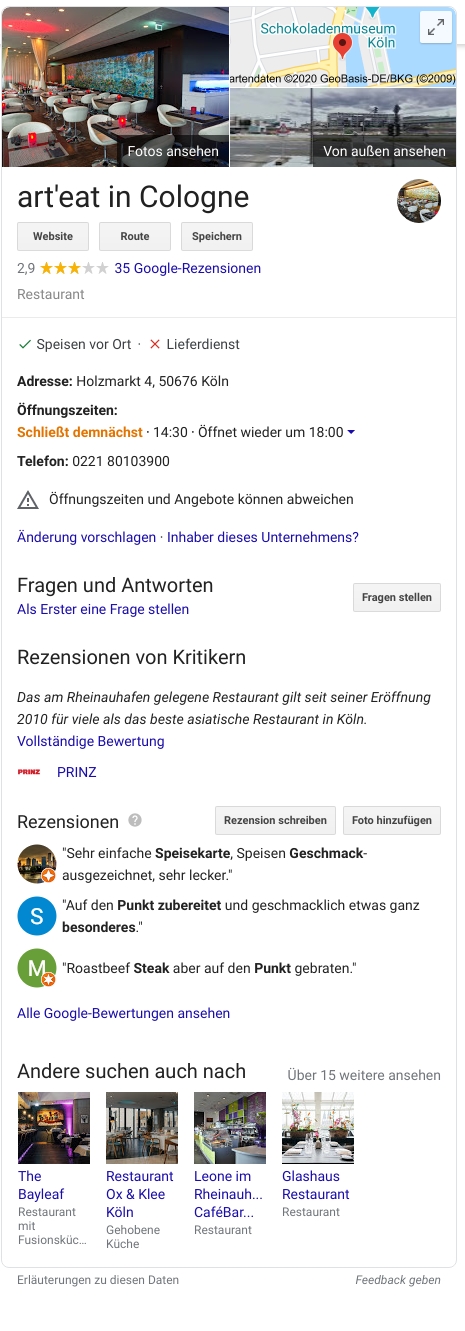 Schokoladenmuseum
Köln
artendaten ©2020 GeoBasis-DE/BKG (©2009)
Fotos ansehen
Von außen ansehen
art'eat in Cologne
Website
Route
Speichern
2,9 35 Google-Rezensionen
Restaurant
Speisen vor Ort · Lieferdienst
Adresse: Holzmarkt 4, 50676 Köln
Öffnungszeiten:
Schließt demnächst · 14:30 · Öffnet wieder um 18:00
Telefon: 0221 80103900
Öffnungszeiten und Angebote können abweichen
Änderung vorschlagen · Inhaber dieses Unternehmens?
Fragen und Antworten
Als Erster eine Frage stellen
Fragen stellen
Rezensionen von Kritikern
Das am Rheinauhafen gelegene Restaurant gilt seit seiner Eröffnung
2010 für viele als das beste asiatische Restaurant in Köln.
Vollständige Bewertung
PRINZ PRINZ
Rezensionen ?
Rezension schreiben
Foto hinzufügen
"Sehr einfache Speisekarte, Speisen Geschmack-
ausgezeichnet, sehr lecker."
S
"Auf den Punkt zubereitet und geschmacklich etwas ganz
besonderes."
M
"Roastbeef Steak aber auf den Punkt gebraten."
Alle Google-Bewertungen ansehen
Andere suchen auch nach
Über 15 weitere ansehen
The
Bayleaf
Restaurant
mit
Fusionsküc...
Restaurant
Ox & Klee
Köln
Gehobene
Küche
Leone im
Rheinauh...
CaféBar...
Restaurant
Glashaus
Restaurant
Restaurant
Erläuterungen zu diesen Daten
Feedback geben